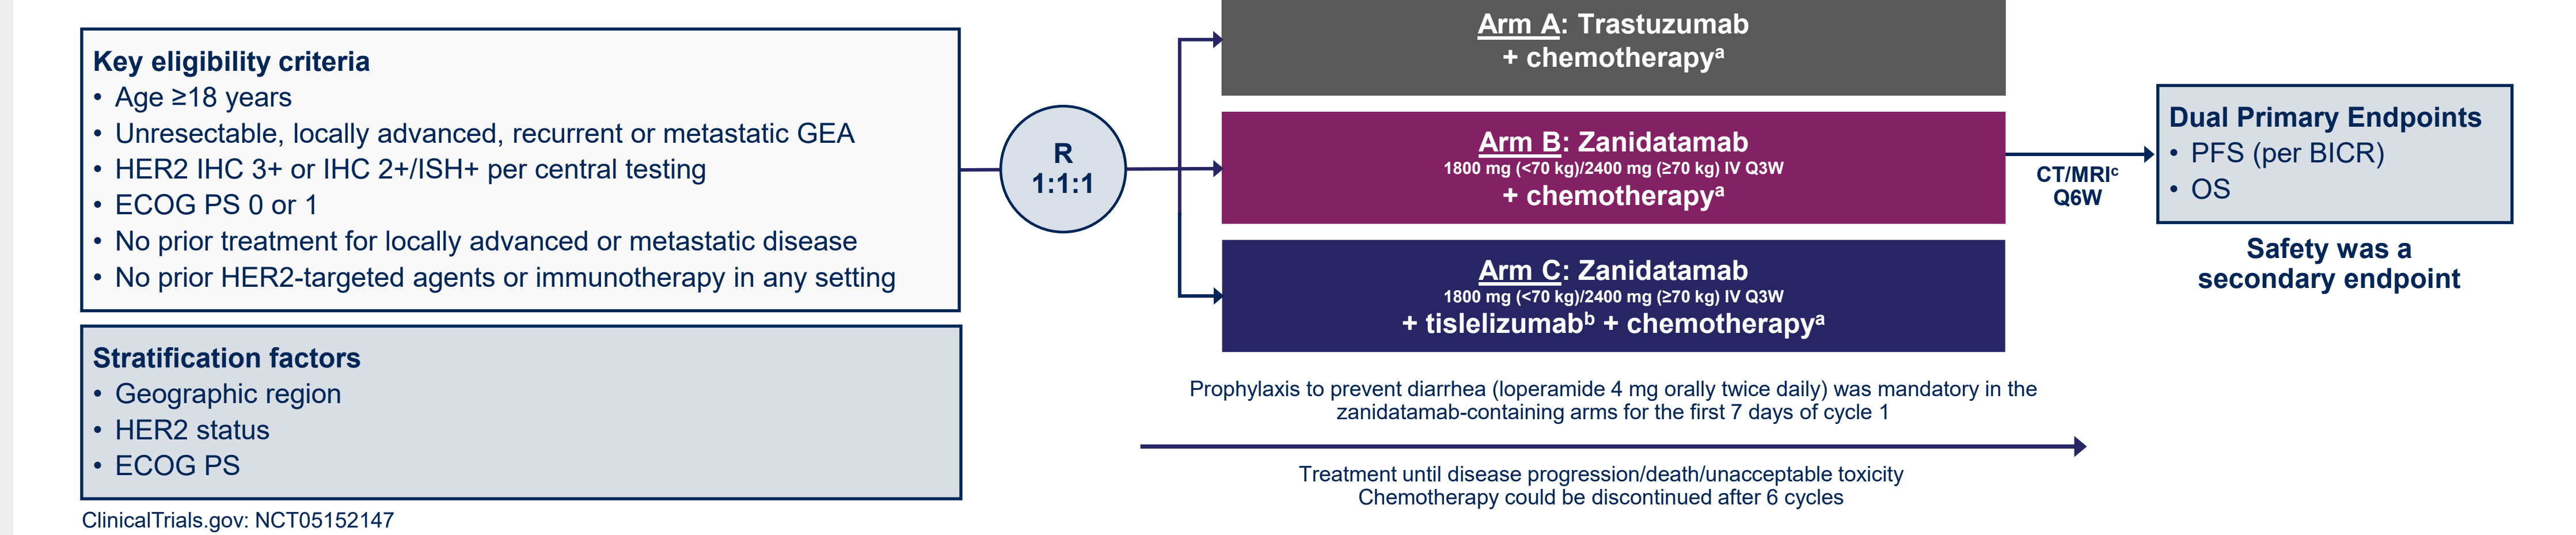 Key eligibility criteria
• Age ≥18 years
• Unresectable, locally advanced, recurrent or metastatic GEA
• HER2 IHC 3+ or IHC 2+/ISH+ per central testing
• ECOG PS 0 or 1
• No prior treatment for locally advanced or metastatic disease
• No prior HER2-targeted agents or immunotherapy in any setting
Stratification factors
• Geographic region
• HER2 status
• ECOG PS
ClinicalTrials.gov: NCT05152147
R
1:1:1
Arm A: Trastuzumab
+ chemotherapyᵃ
Arm B: Zanidatamab
1800 mg (<70 kg)/2400 mg (≥70 kg) IV Q3W
+ chemotherapyᵃ
Arm C: Zanidatamab
1800 mg (<70 kg)/2400 mg (≥70 kg) IV Q3W
+ tislelizumabᵇ + chemotherapyᵃ
Prophylaxis to prevent diarrhea (loperamide 4 mg orally twice daily) was mandatory in the
zanidatamab-containing arms for the first 7 days of cycle 1
Treatment until disease progression/death/unacceptable toxicity
Chemotherapy could be discontinued after 6 cycles
CT/MRIᶜ
Q6W
Dual Primary Endpoints
• PFS (per BICR)
• OS
Safety was a
secondary endpoint